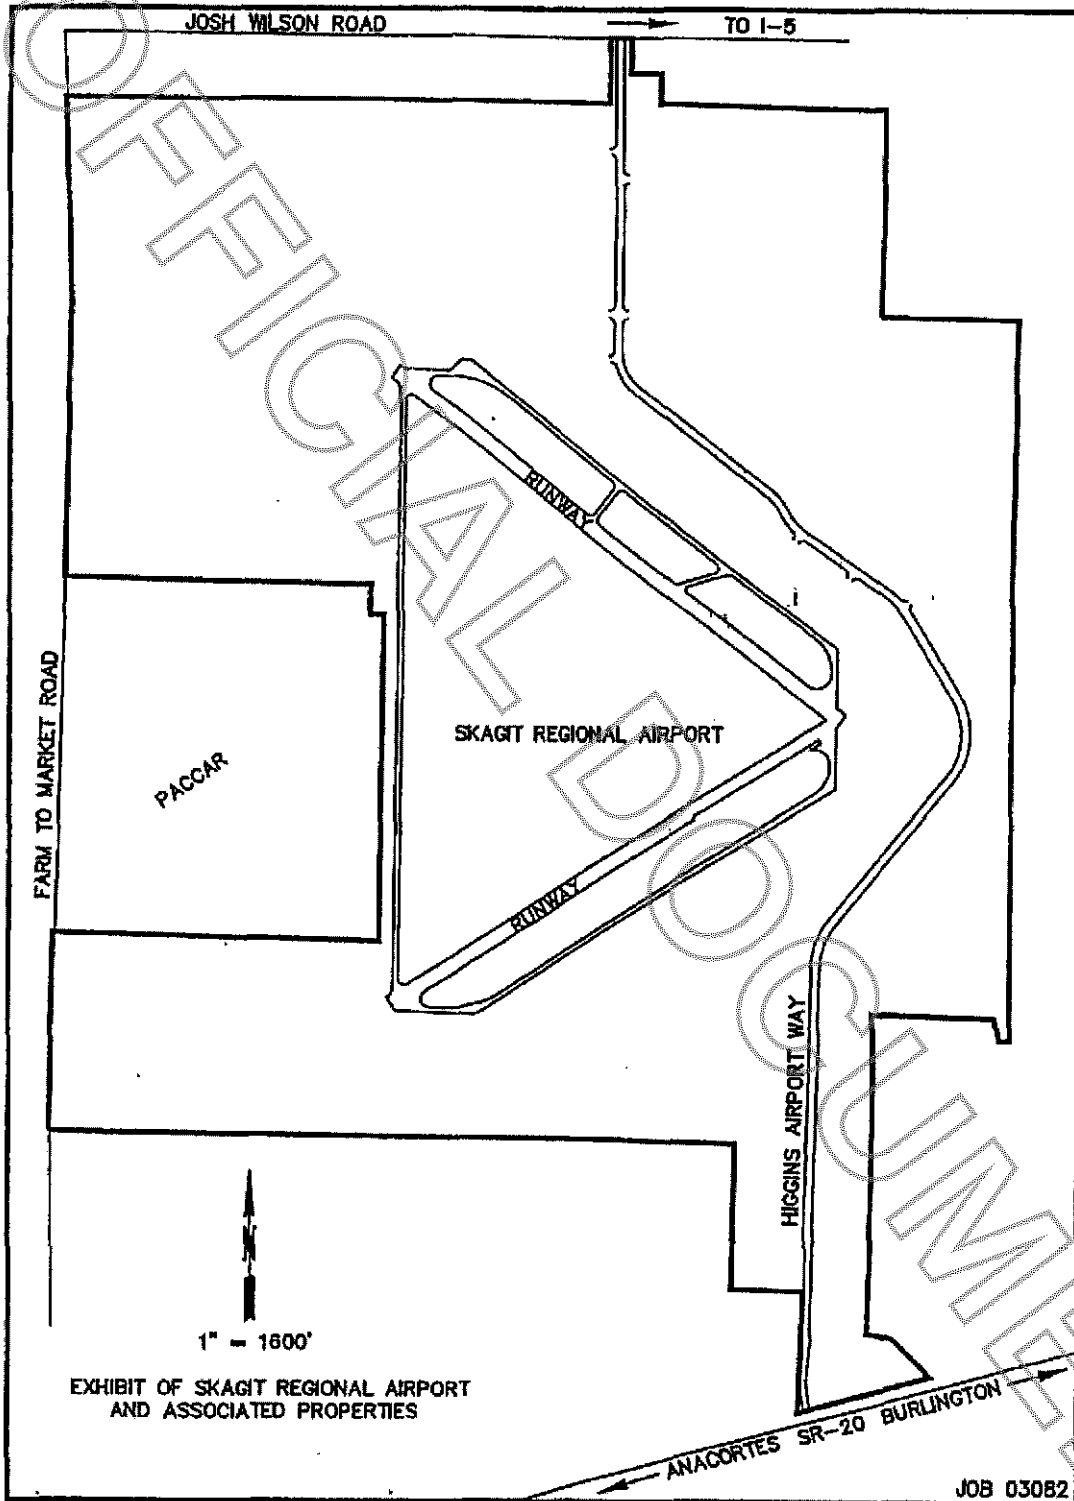 JOSH WILSON ROAD
TO I-5
RUNWAY
SKAGIT REGIONAL AIRPORT
PACCAR
FARM TO MARKET ROAD
RUNWAY
HIGGINS AIRPORT WAY
N
1" = 1600'
EXHIBIT OF SKAGIT REGIONAL AIRPORT
AND ASSOCIATED PROPERTIES
ANACORTES SR-20 BURLINGTON
JOB 03082
OFFICIAL DOCUME